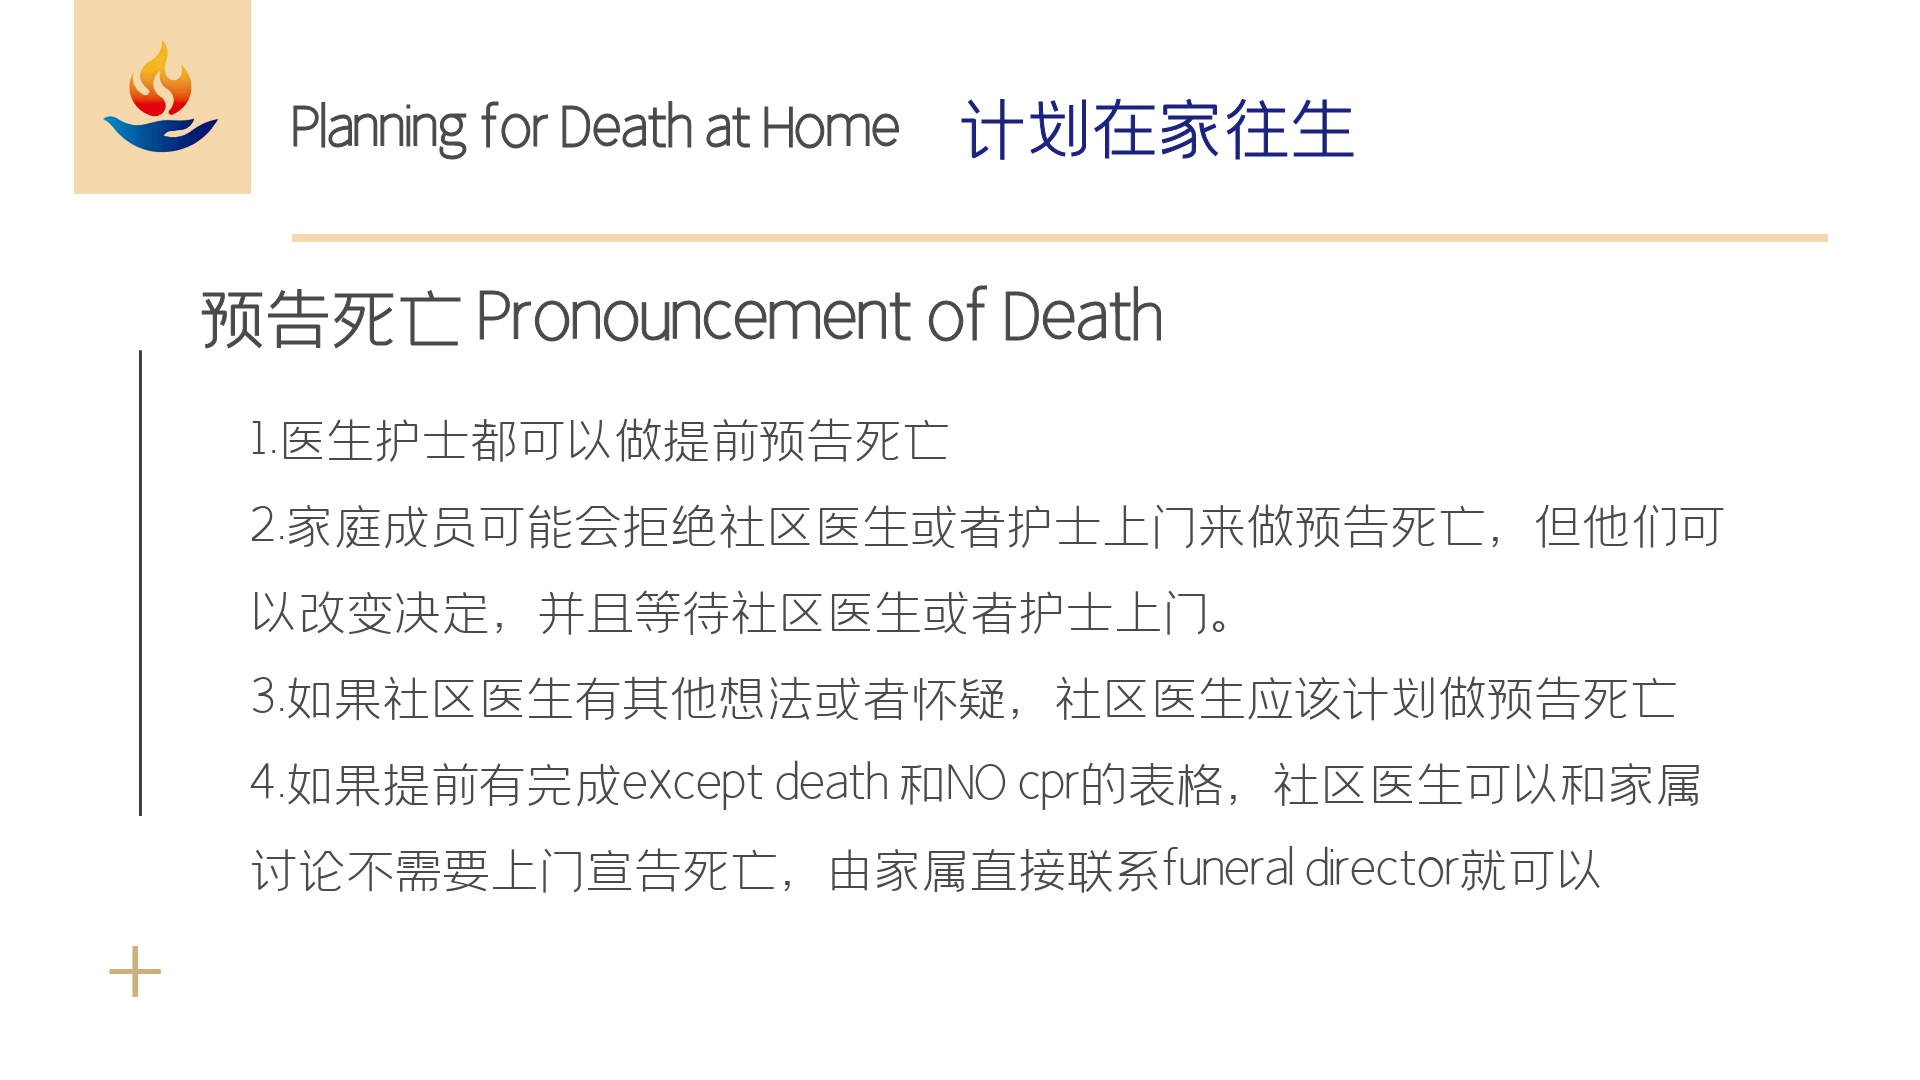 Planning for Death at Home 计划在家往生
预告死亡 Pronouncement of Death
1.医生护士都可以做提前预告死亡
2.家庭成员可能会拒绝社区医生或者护士上门来做预告死亡，但他们可
以改变决定，并且等待社区医生或者护士上门。
3.如果社区医生有其他想法或者怀疑，社区医生应该计划做预告死亡
4.如果提前有完成except death 和NO cpr的表格，社区医生可以和家属
讨论不需要上门宣告死亡，由家属直接联系funeral director就可以